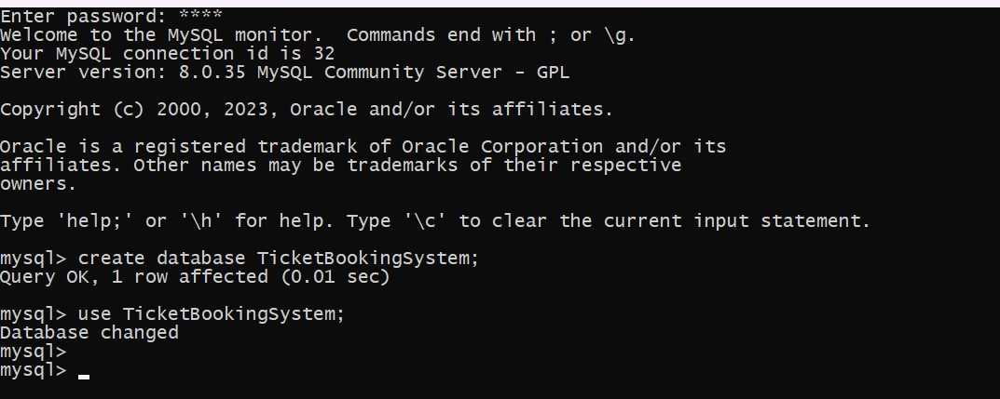 Enter password: ****
Welcome to the MySQL monitor.  Commands end with ; or \g.
Your MySQL connection id is 32
Server version: 8.0.35 MySQL Community Server - GPL
Copyright (c) 2000, 2023, Oracle and/or its affiliates.
Oracle is a registered trademark of Oracle Corporation and/or its
affiliates. Other names may be trademarks of their respective
owners.
Type 'help;' or '\h' for help. Type '\c' to clear the current input statement.
mysql> create database TicketBookingSystem;
Query OK, 1 row affected (0.01 sec)
mysql> use TicketBookingSystem;
Database changed
mysql>
mysql>